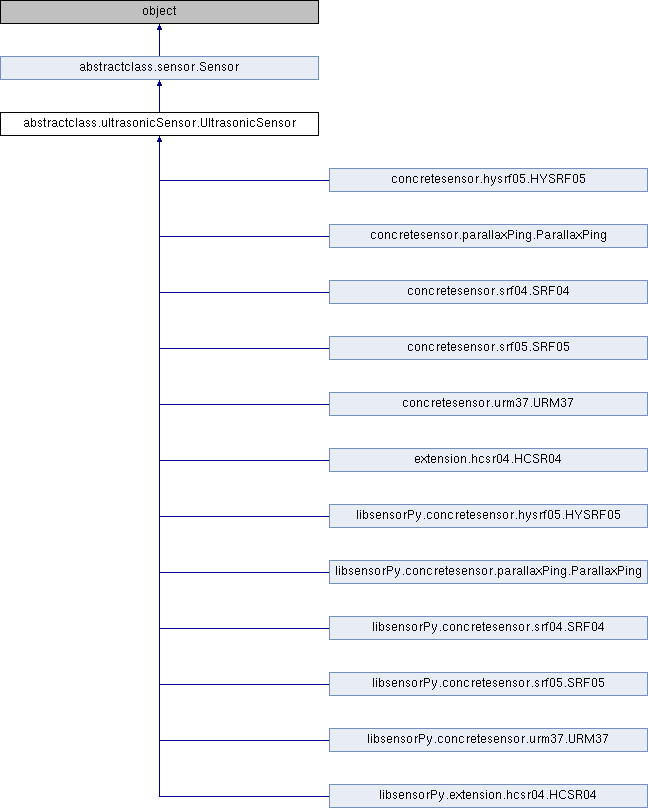 object
abstractclass.sensor.Sensor
abstractclass.ultrasonicSensor.UltrasonicSensor
concretesensor.hysrf05.HYSRF05
concretesensor.parallaxPing.ParallaxPing
concretesensor.srf04.SRF04
concretesensor.srf05.SRF05
concretesensor.urm37.URM37
extension.hcsr04.HCSR04
libsensorPy.concretesensor.hysrf05.HYSRF05
libsensorPy.concretesensor.parallaxPing.ParallaxPing
libsensorPy.concretesensor.srf04.SRF04
libsensorPy.concretesensor.srf05.SRF05
libsensorPy.concretesensor.urm37.URM37
libsensorPy.extension.hcsr04.HCSR04